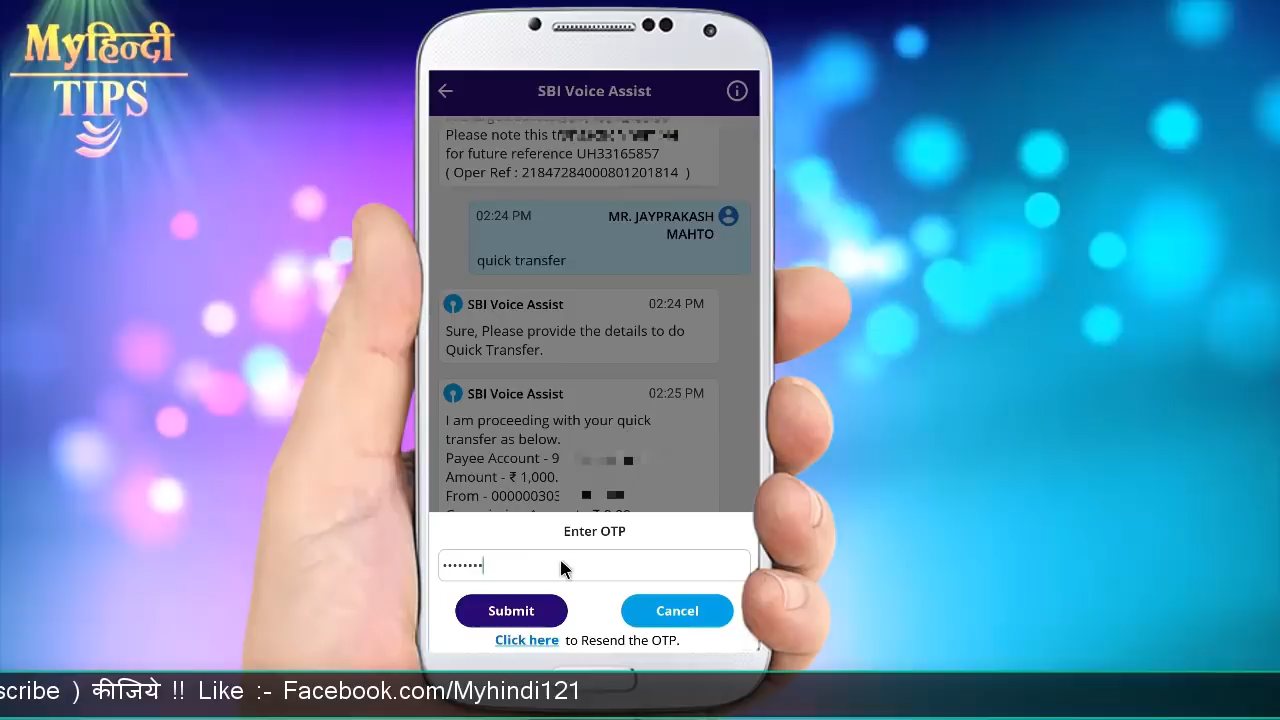 Myहिन्दी
TIPS
SBI Voice Assist
Please note this
for future reference UH33165857
( Oper Ref : 21847284000801201814 )
02:24 PM MR. JAYPRAKASH
MAHTO
quick transfer
SBI Voice Assist 02:24 PM
Sure, Please provide the details to do
Quick Transfer.
SBI Voice Assist 02:25 PM
I am proceeding with your quick
transfer as below.
Payee Account - 9
Amount - ₹ 1,000.
From - 000000303
Enter OTP
••••••••
Submit Cancel
Click here to Resend the OTP.
scribe ) कीजिये !! Like :- Facebook.com/Myhindi121